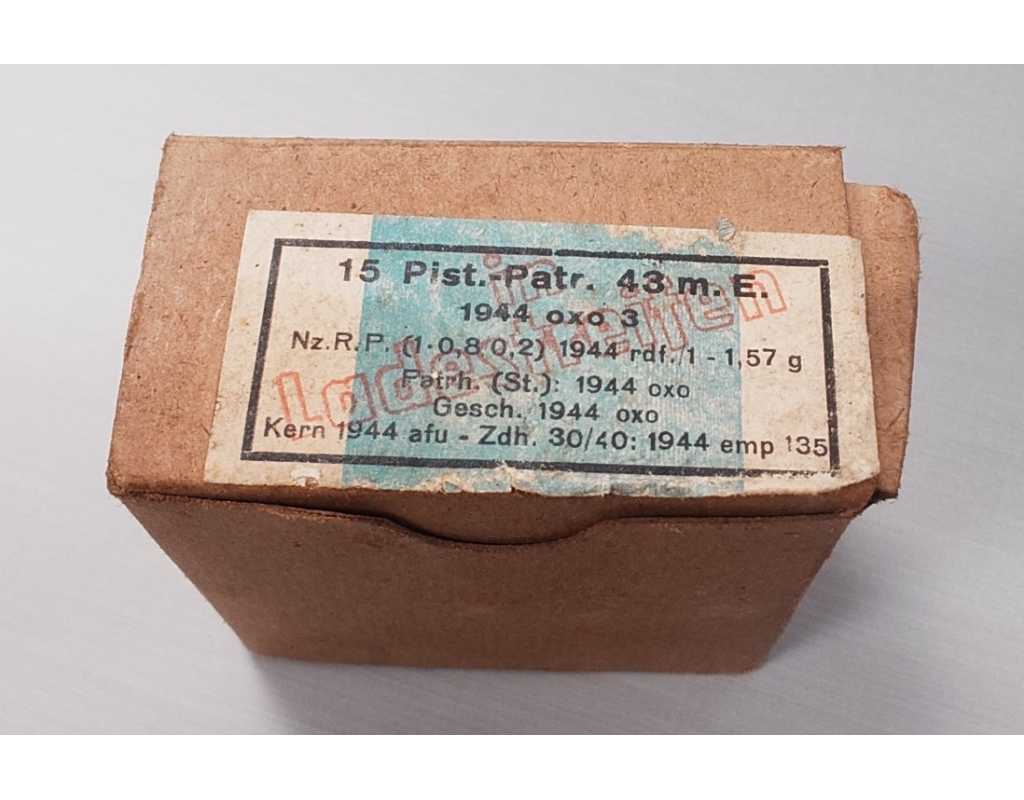 15 Pist.-Patr. 43 m. E.
1944 oxo 3
Nz.R.P. (1·0,8 0,2) 1944 rdf./1 - 1,57 g
Patrh. (St.): 1944 oxo
Gesch. 1944 oxo
Kern 1944 afu - Zdh. 30/40: 1944 emp 135
in
Ladestreifen